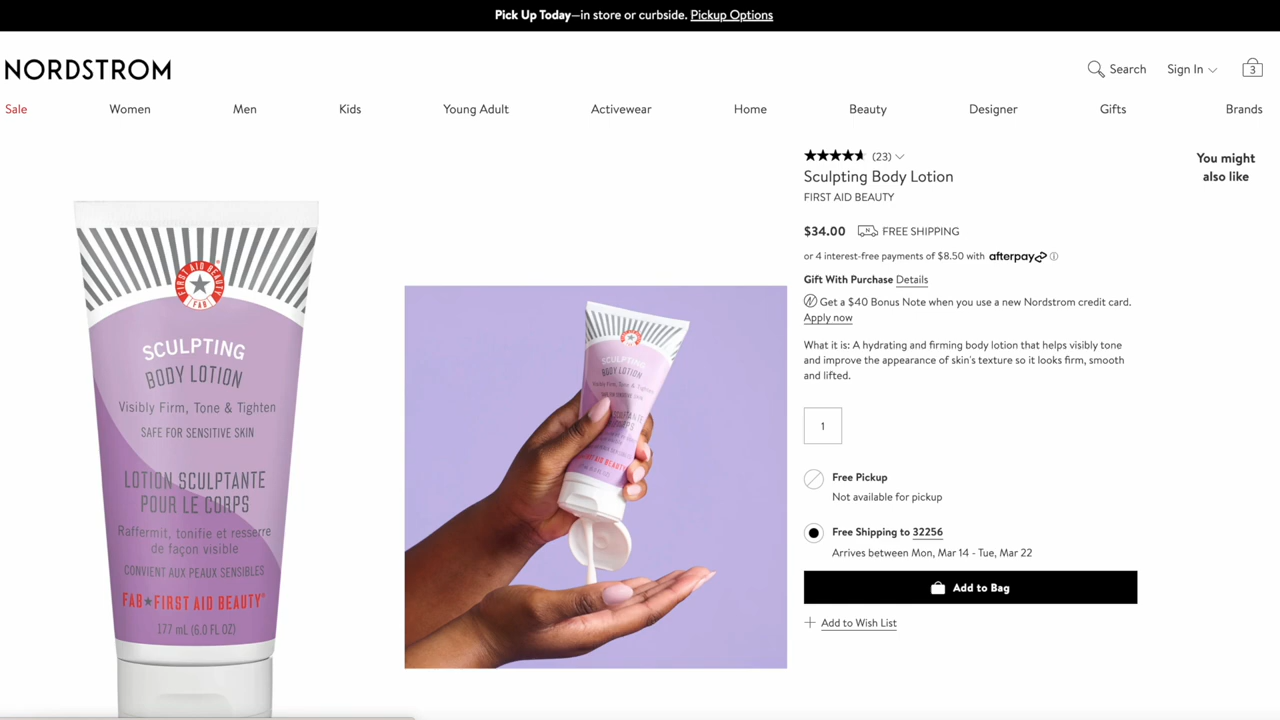 Pick Up Today—in store or curbside. Pickup Options
NORDSTROM
Search
Sign In
3
Sale
Women
Men
Kids
Young Adult
Activewear
Home
Beauty
Designer
Gifts
Brands
FIRST AID BEAUTY
FAB
SCULPTING
BODY LOTION
Visibly Firm, Tone & Tighten
SAFE FOR SENSITIVE SKIN
LOTION SCULPTANTE
POUR LE CORPS
Raffermit, tonifie et resserre
de façon visible
CONVIENT AUX PEAUX SENSIBLES
FAB★FIRST AID BEAUTY®
177 mL (6.0 FL OZ)
SCULPTING
BODY LOTION
Visibly Firm, Tone & Tighten
(23)
Sculpting Body Lotion
FIRST AID BEAUTY
$34.00 FREE SHIPPING
or 4 interest-free payments of $8.50 with afterpay
Gift With Purchase Details
Get a $40 Bonus Note when you use a new Nordstrom credit card.
Apply now
What it is: A hydrating and firming body lotion that helps visibly tone
and improve the appearance of skin's texture so it looks firm, smooth
and lifted.
1
Free Pickup
Not available for pickup
Free Shipping to 32256
Arrives between Mon, Mar 14 - Tue, Mar 22
Add to Bag
Add to Wish List
You might
also like